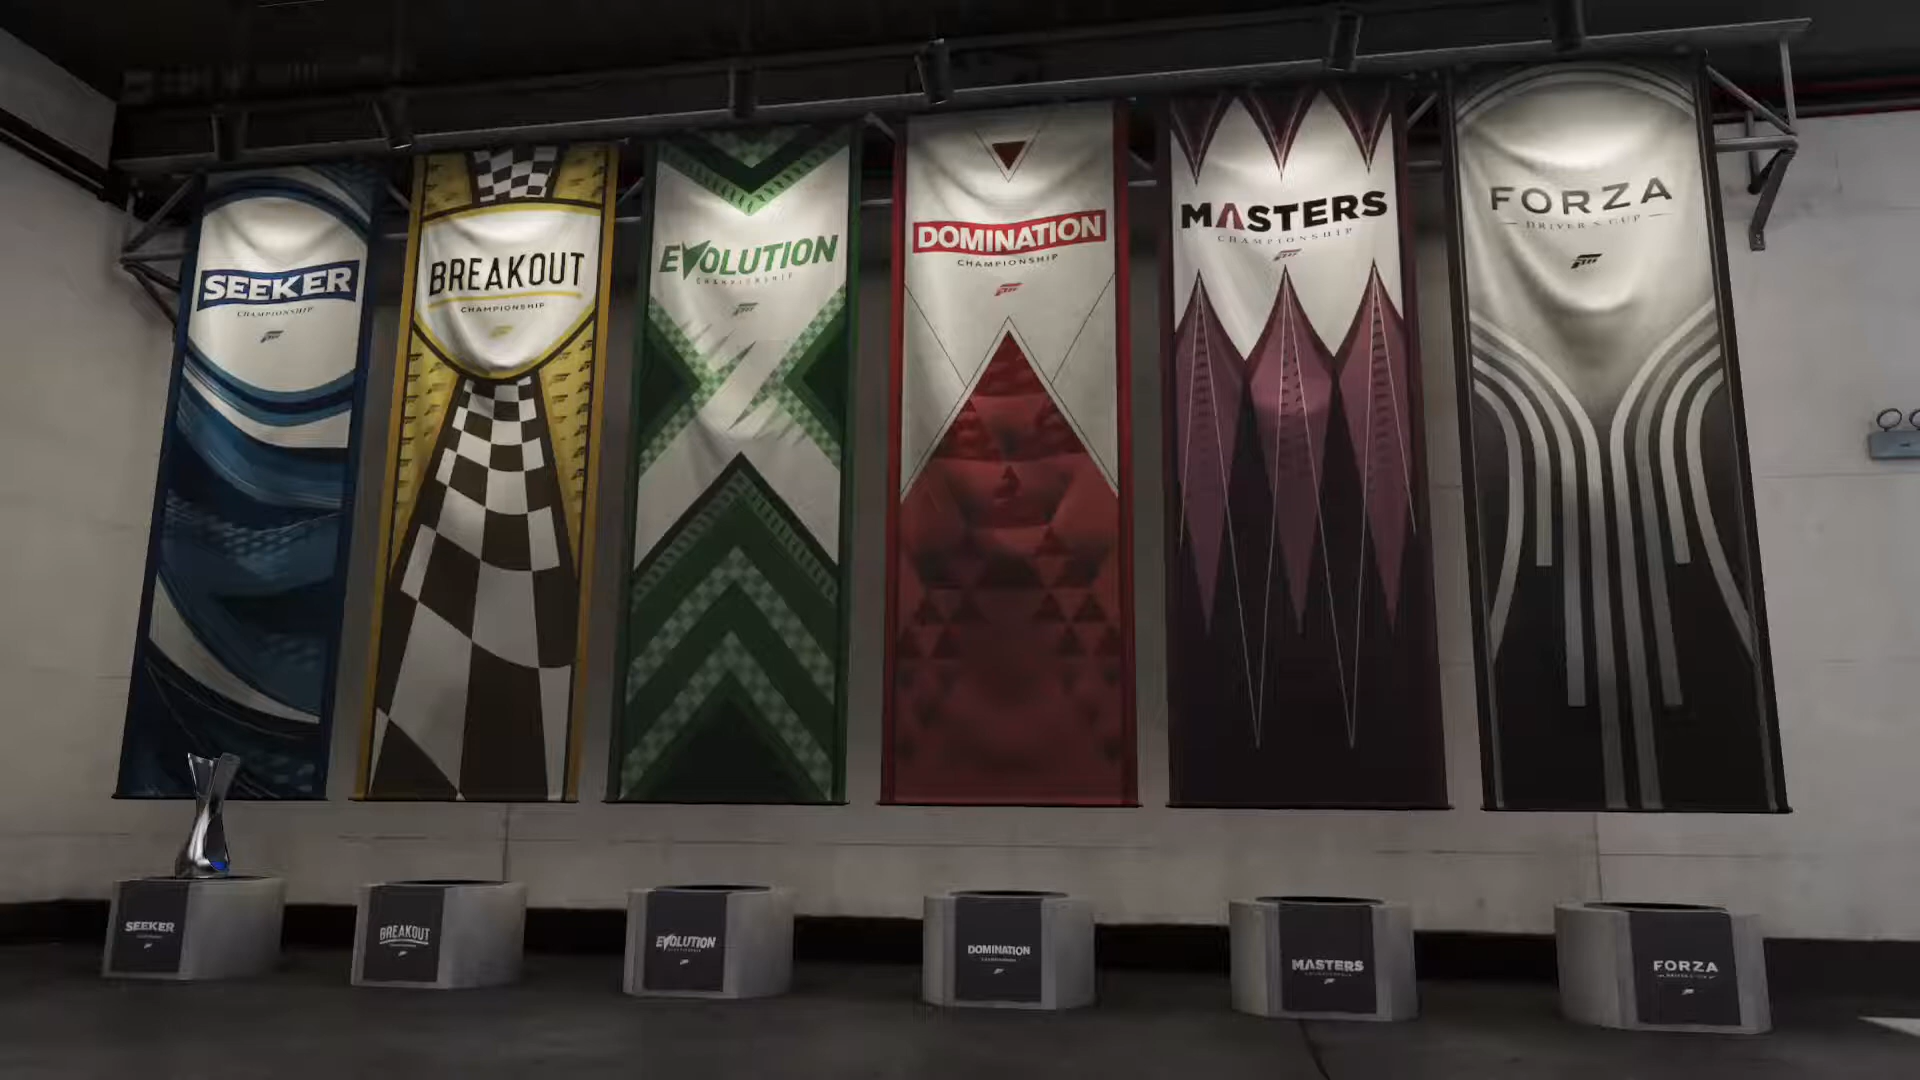 SEEKER
CHAMPIONSHIP
BREAKOUT
CHAMPIONSHIP
EVOLUTION
CHAMPIONSHIP
DOMINATION
CHAMPIONSHIP
MASTERS
CHAMPIONSHIP
FORZA
DRIVER'S CUP
SEEKER
BREAKOUT
EVOLUTION
DOMINATION
MASTERS
FORZA